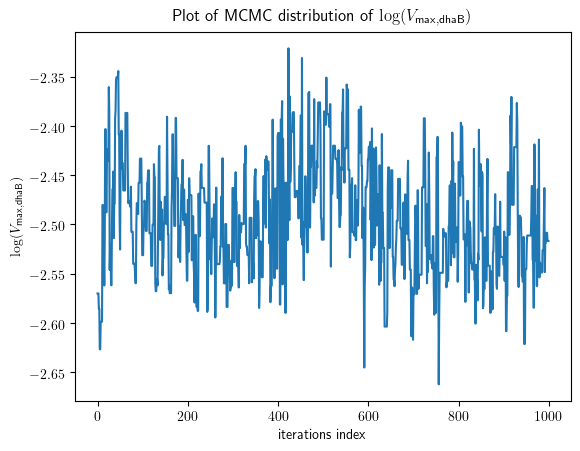 Plot of MCMC distribution of log(V_max,dhaB)
log(V_max,dhaB)
−2.35
−2.40
−2.45
−2.50
−2.55
−2.60
−2.65
0 200 400 600 800 1000
iterations index